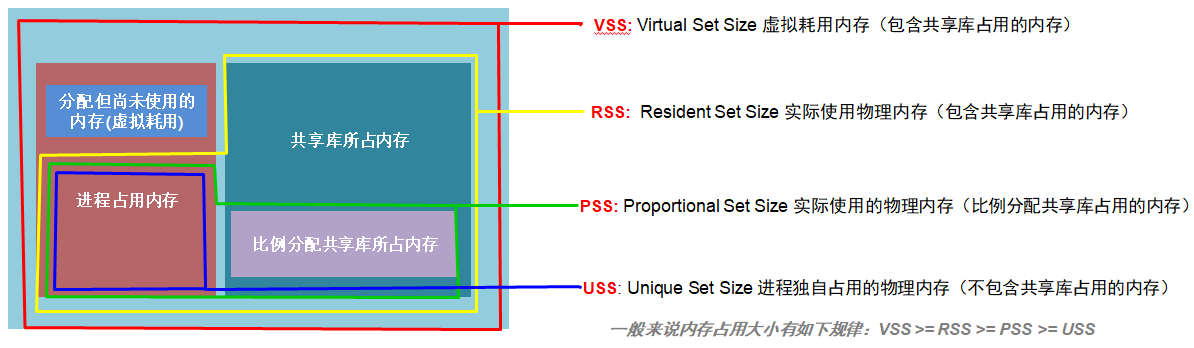 VSS: Virtual Set Size 虚拟耗用内存（包含共享库占用的内存）
分配但尚未使用的
内存(虚拟耗用)
RSS: Resident Set Size 实际使用物理内存（包含共享库占用的内存）
共享库所占内存
进程占用内存
PSS: Proportional Set Size 实际使用的物理内存（比例分配共享库占用的内存）
比例分配共享库所占内存
USS: Unique Set Size 进程独自占用的物理内存（不包含共享库占用的内存）
一般来说内存占用大小有如下规律：VSS >= RSS >= PSS >= USS